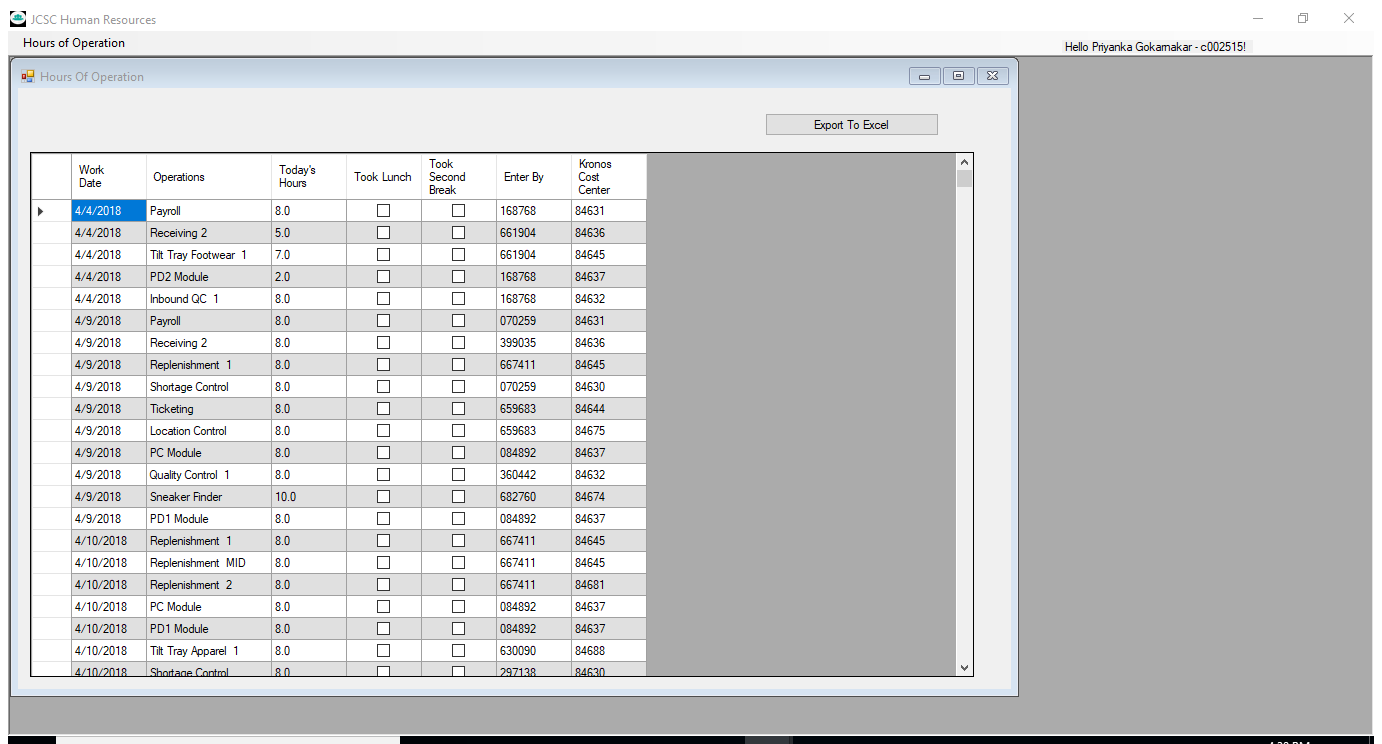 JCSC Human Resources
Hours of Operation
Hello Priyanka Gokarnakar - c002515!
Hours Of Operation
Export To Excel
Work Date Operations Today's Hours Took Lunch Took Second Break Enter By Kronos Cost Center
4/4/2018 Payroll 8.0 168768 84631
4/4/2018 Receiving 2 5.0 661904 84636
4/4/2018 Tilt Tray Footwear 1 7.0 661904 84645
4/4/2018 PD2 Module 2.0 168768 84637
4/4/2018 Inbound QC 1 8.0 168768 84632
4/9/2018 Payroll 8.0 070259 84631
4/9/2018 Receiving 2 8.0 399035 84636
4/9/2018 Replenishment 1 8.0 667411 84645
4/9/2018 Shortage Control 8.0 070259 84630
4/9/2018 Ticketing 8.0 659683 84644
4/9/2018 Location Control 8.0 659683 84675
4/9/2018 PC Module 8.0 084892 84637
4/9/2018 Quality Control 1 8.0 360442 84632
4/9/2018 Sneaker Finder 10.0 682760 84674
4/9/2018 PD1 Module 8.0 084892 84637
4/10/2018 Replenishment 1 8.0 667411 84645
4/10/2018 Replenishment MID 8.0 667411 84645
4/10/2018 Replenishment 2 8.0 667411 84681
4/10/2018 PC Module 8.0 084892 84637
4/10/2018 PD1 Module 8.0 084892 84637
4/10/2018 Tilt Tray Apparel 1 8.0 630090 84688
4/10/2018 Shortage Control 8.0 297138 84630